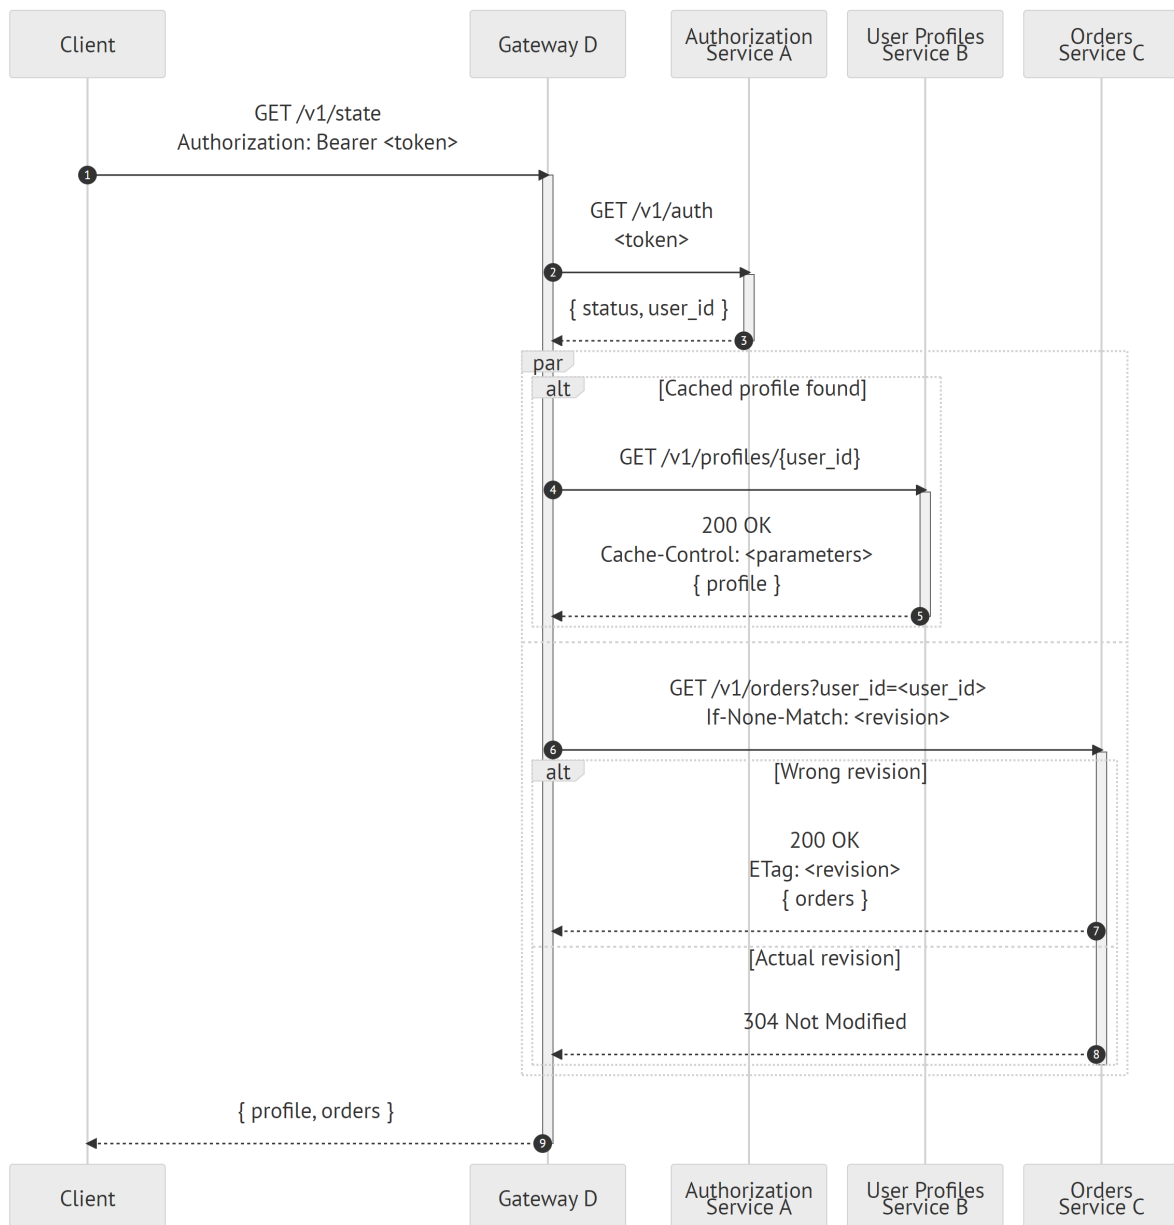 Client
Gateway D
Authorization
Service A
User Profiles
Service B
Orders
Service C
GET /v1/state
Authorization: Bearer <token>
1
GET /v1/auth
<token>
2
{ status, user_id }
3
par
alt
[Cached profile found]
GET /v1/profiles/{user_id}
4
200 OK
Cache-Control: <parameters>
{ profile }
5
GET /v1/orders?user_id=<user_id>
If-None-Match: <revision>
6
alt
[Wrong revision]
200 OK
ETag: <revision>
{ orders }
7
[Actual revision]
304 Not Modified
8
{ profile, orders }
9
Client
Gateway D
Authorization
Service A
User Profiles
Service B
Orders
Service C